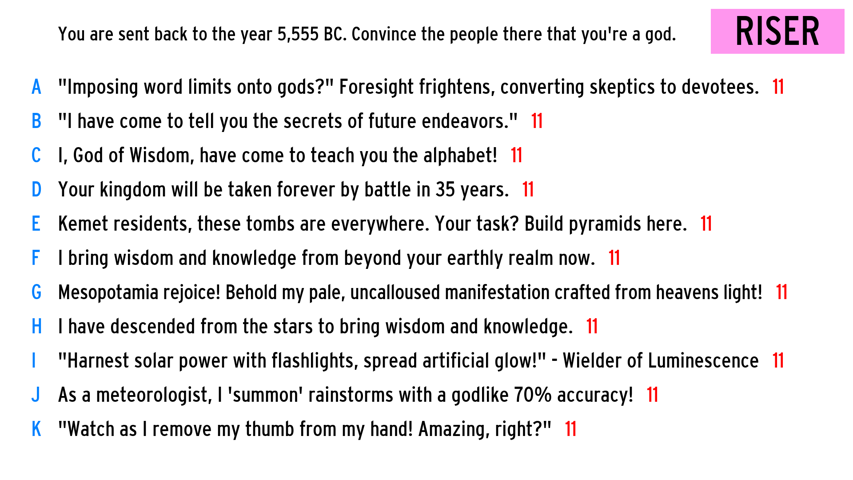 You are sent back to the year 5,555 BC. Convince the people there that you're a god.
RISER
A "Imposing word limits onto gods?" Foresight frightens, converting skeptics to devotees. 11
B "I have come to tell you the secrets of future endeavors." 11
C I, God of Wisdom, have come to teach you the alphabet! 11
D Your kingdom will be taken forever by battle in 35 years. 11
E Kemet residents, these tombs are everywhere. Your task? Build pyramids here. 11
F I bring wisdom and knowledge from beyond your earthly realm now. 11
G Mesopotamia rejoice! Behold my pale, uncalloused manifestation crafted from heavens light! 11
H I have descended from the stars to bring wisdom and knowledge. 11
I "Harnest solar power with flashlights, spread artificial glow!" - Wielder of Luminescence 11
J As a meteorologist, I 'summon' rainstorms with a godlike 70% accuracy! 11
K "Watch as I remove my thumb from my hand! Amazing, right?" 11